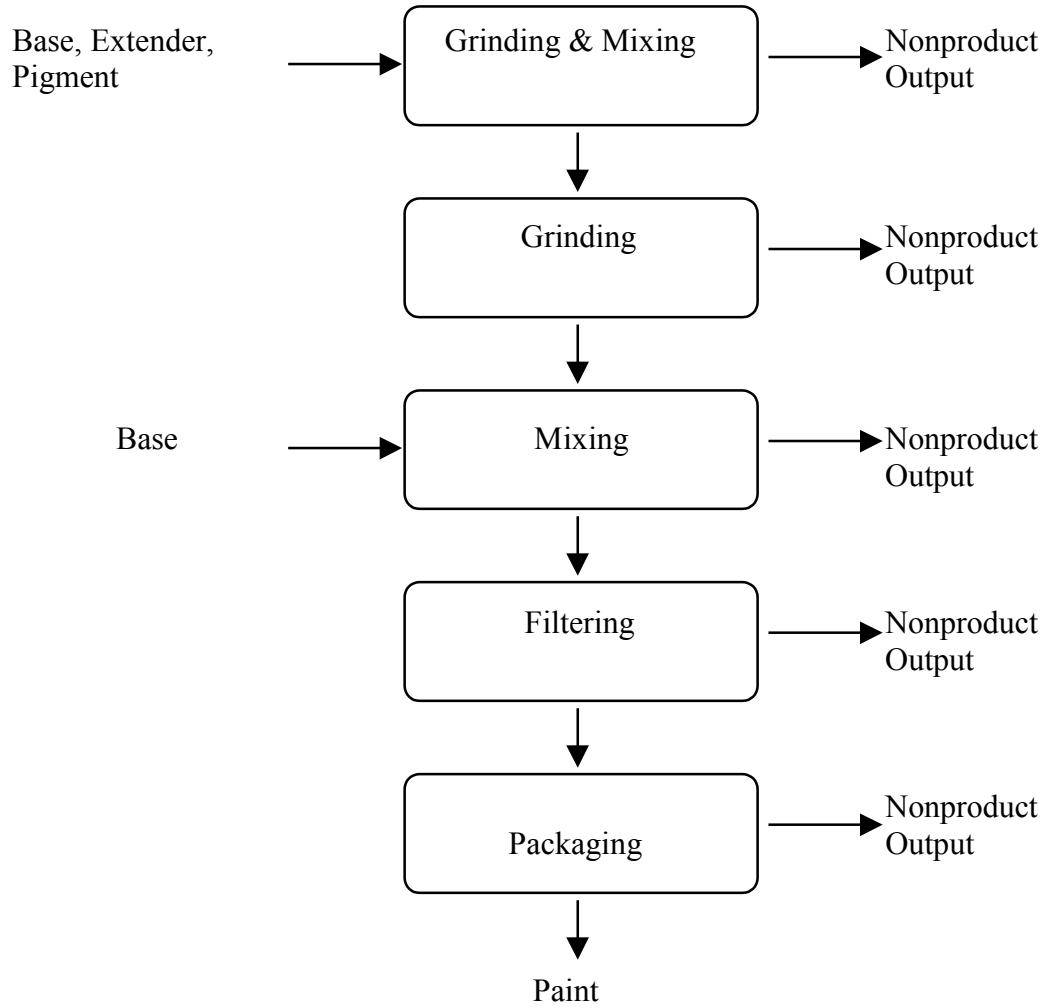 Base, Extender,
Pigment
Grinding & Mixing
Nonproduct
Output
Grinding
Nonproduct
Output
Base
Mixing
Nonproduct
Output
Filtering
Nonproduct
Output
Packaging
Nonproduct
Output
Paint